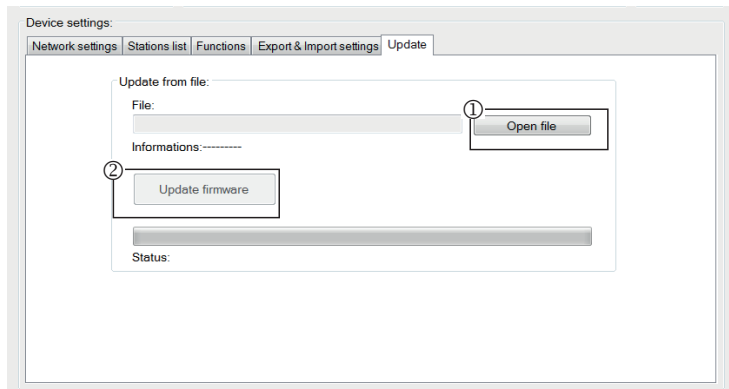 Device settings:
Network settings Stations list Functions Export & Import settings Update
Update from file:
File:
①
Open file
Informations:---------
②
Update firmware
Status: